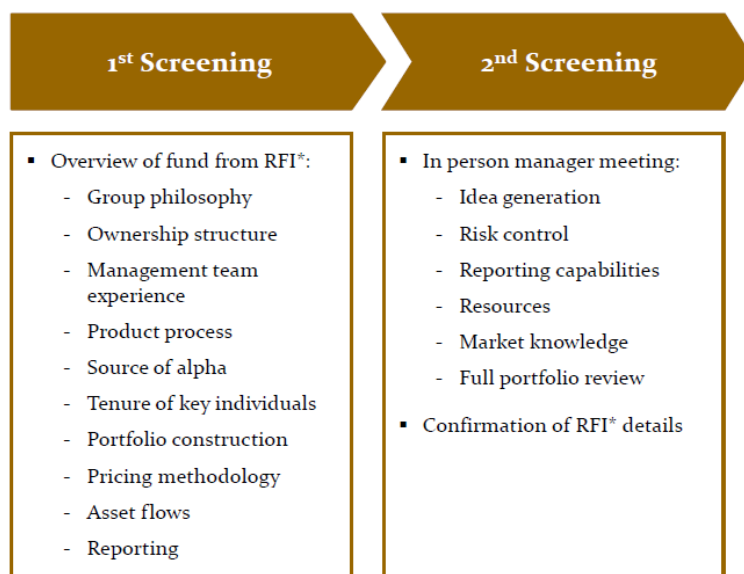 1st Screening
2nd Screening
▪ Overview of fund from RFI*:
- Group philosophy
- Ownership structure
- Management team
experience
- Product process
- Source of alpha
- Tenure of key individuals
- Portfolio construction
- Pricing methodology
- Asset flows
- Reporting
▪ In person manager meeting:
- Idea generation
- Risk control
- Reporting capabilities
- Resources
- Market knowledge
- Full portfolio review
▪ Confirmation of RFI* details